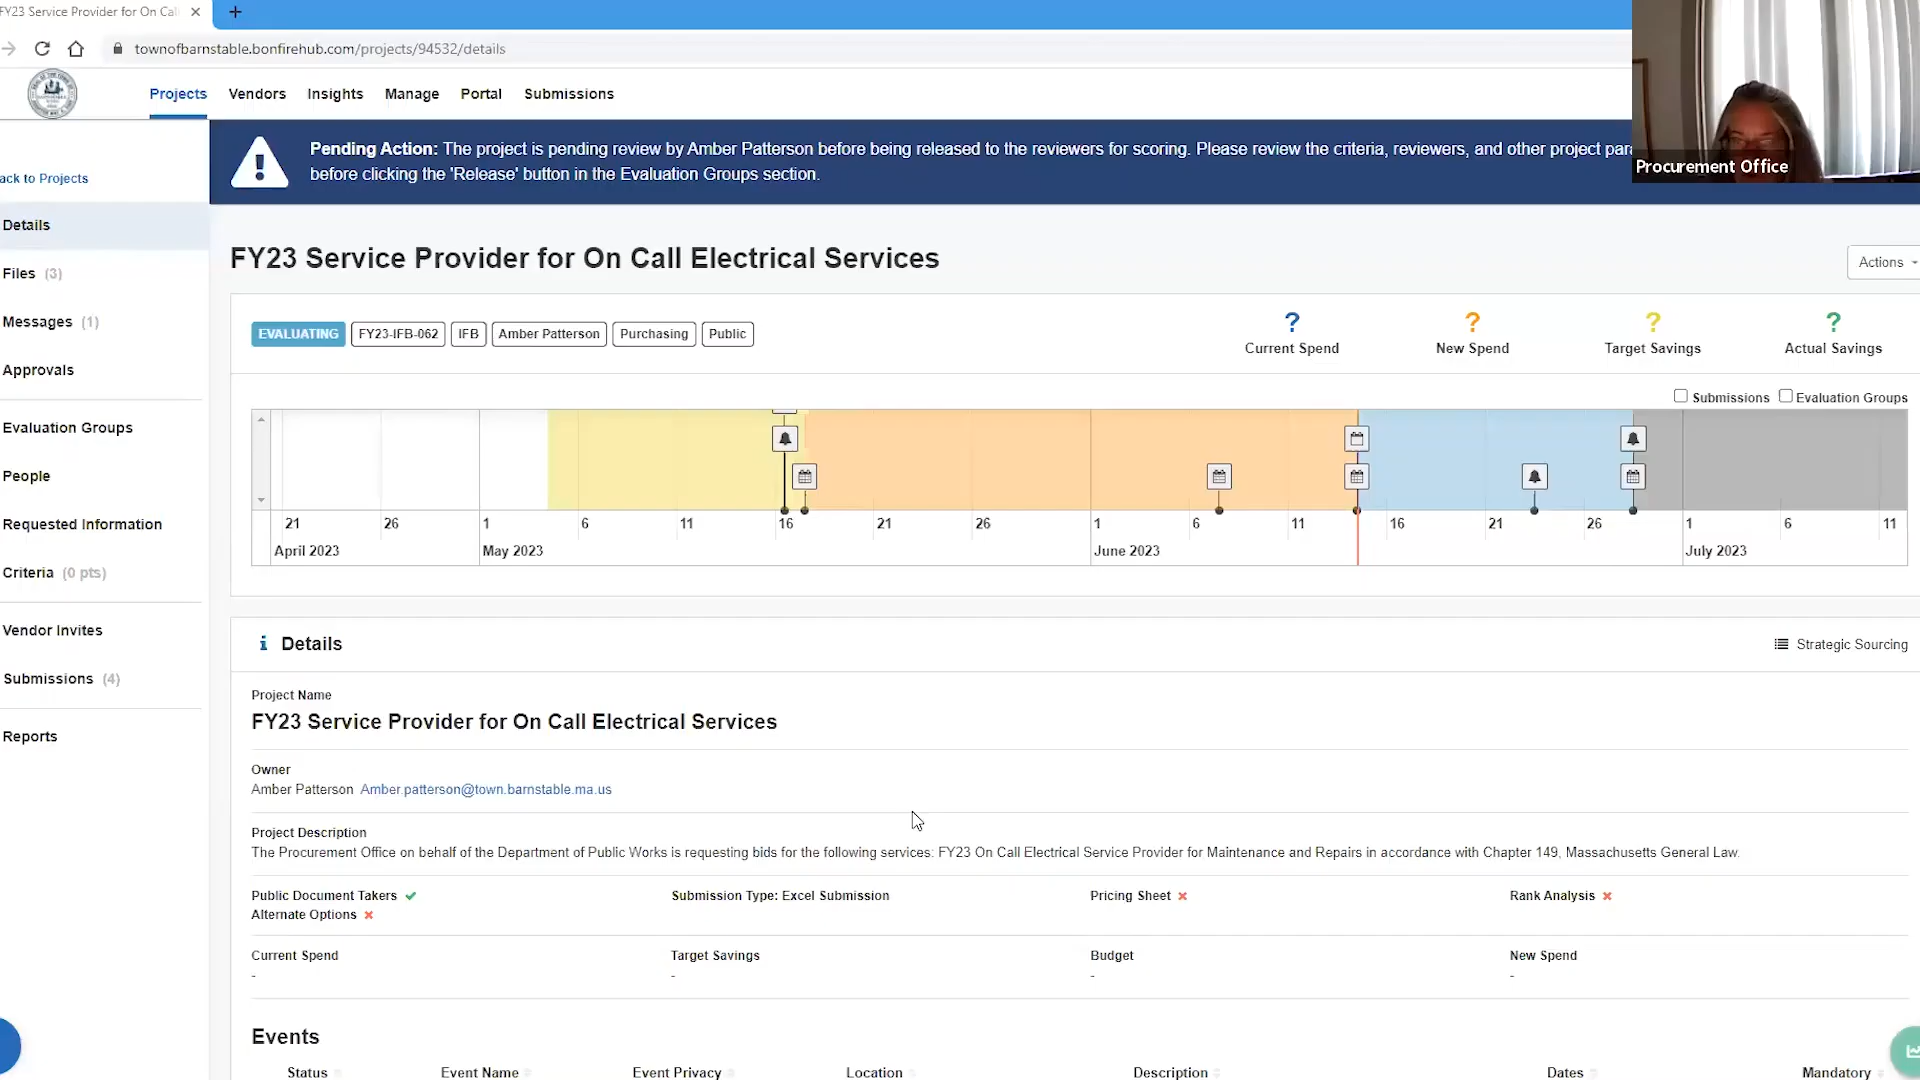 FY23 Service Provider for On Cal
townofbarnstable.bonfirehub.com/projects/94532/details
Projects Vendors Insights Manage Portal Submissions
Procurement Office
Pending Action: The project is pending review by Amber Patterson before being released to the reviewers for scoring. Please review the criteria, reviewers, and other project par
before clicking the 'Release' button in the Evaluation Groups section.
ack to Projects
Details
Files (3)
Messages (1)
Approvals
Evaluation Groups
People
Requested Information
Criteria (0 pts)
Vendor Invites
Submissions (4)
Reports
FY23 Service Provider for On Call Electrical Services
Actions
EVALUATING FY23-IFB-062 IFB Amber Patterson Purchasing Public
? ? ? ?
Current Spend New Spend Target Savings Actual Savings
Submissions Evaluation Groups
21 26 1 6 11 16 21 26 1 6 11 16 21 26 1 6 11
April 2023 May 2023 June 2023 July 2023
Details
Strategic Sourcing
Project Name
FY23 Service Provider for On Call Electrical Services
Owner
Amber Patterson Amber.patterson@town.barnstable.ma.us
Project Description
The Procurement Office on behalf of the Department of Public Works is requesting bids for the following services: FY23 On Call Electrical Service Provider for Maintenance and Repairs in accordance with Chapter 149, Massachusetts General Law.
Public Document Takers Submission Type: Excel Submission Pricing Sheet Rank Analysis
Alternate Options
Current Spend Target Savings Budget New Spend
- - - -
Events
Status Event Name Event Privacy Location Description Dates Mandatory